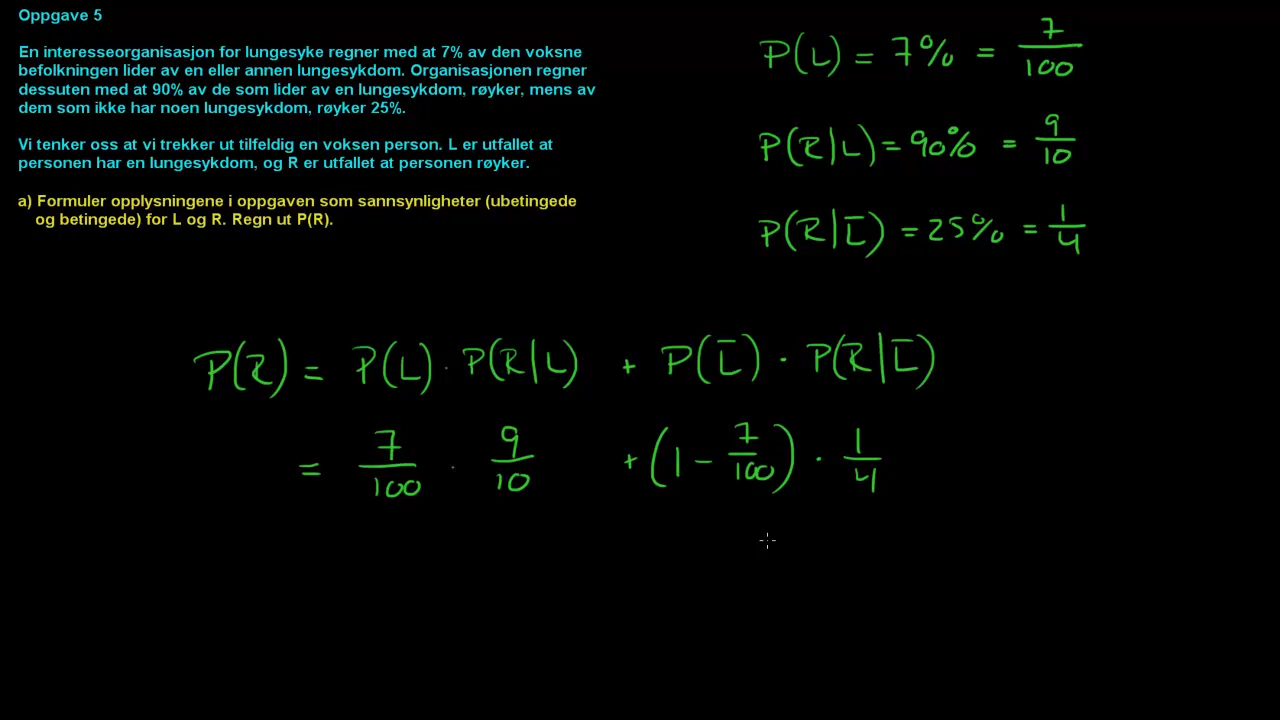 Oppgave 5
En interesseorganisasjon for lungesyke regner med at 7% av den voksne
befolkningen lider av en eller annen lungesykdom. Organisasjonen regner
dessuten med at 90% av de som lider av en lungesykdom, røyker, mens av
dem som ikke har noen lungesykdom, røyker 25%.
Vi tenker oss at vi trekker ut tilfeldig en voksen person. L er utfallet at
personen har en lungesykdom, og R er utfallet at personen røyker.
a) Formuler opplysningene i oppgaven som sannsynligheter (ubetingede
og betingede) for L og R. Regn ut P(R).
P(L) = 7% = 7/100
P(R|L) = 90% = 9/10
P(R|L̅) = 25% = 1/4
P(R) = P(L) · P(R|L) + P(L̅) · P(R|L̅)
= 7/100 · 9/10 + (1 - 7/100) · 1/4